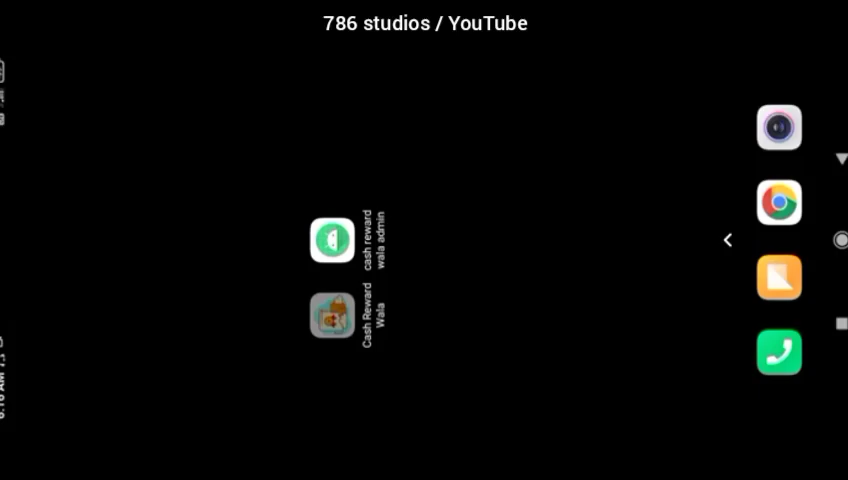 786 studios / YouTube
Cash Reward
Wala
cash reward
wala admin